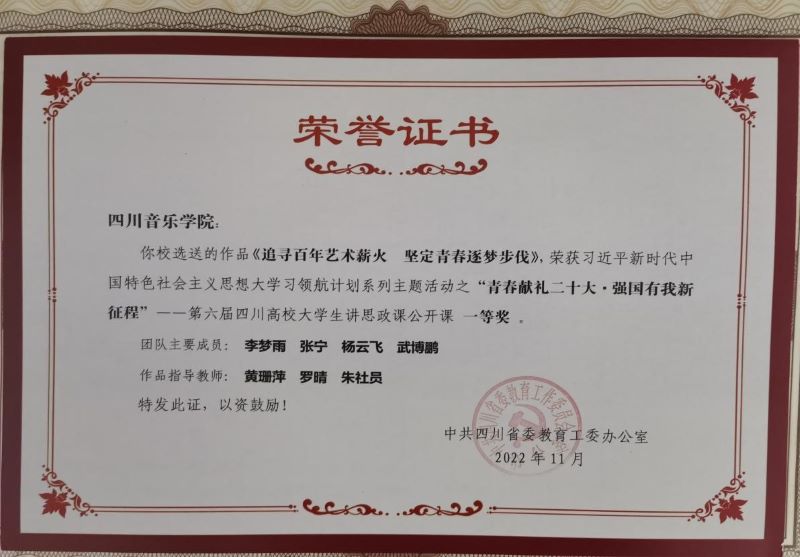 荣誉证书
四川音乐学院：
你校选送的作品《追寻百年艺术薪火　坚定青春逐梦步伐》，荣获习近平新时代中
国特色社会主义思想大学习领航计划系列主题活动之“青春献礼二十大·强国有我新
征程”——第六届四川高校大学生讲思政课公开课 一等奖 。
团队主要成员： 李梦雨 张宁 杨云飞 武博鹏
作品指导教师： 黄珊萍 罗晴 朱社员
特发此证，以资鼓励！
中共四川省委教育工委办公室
2022 年 11 月